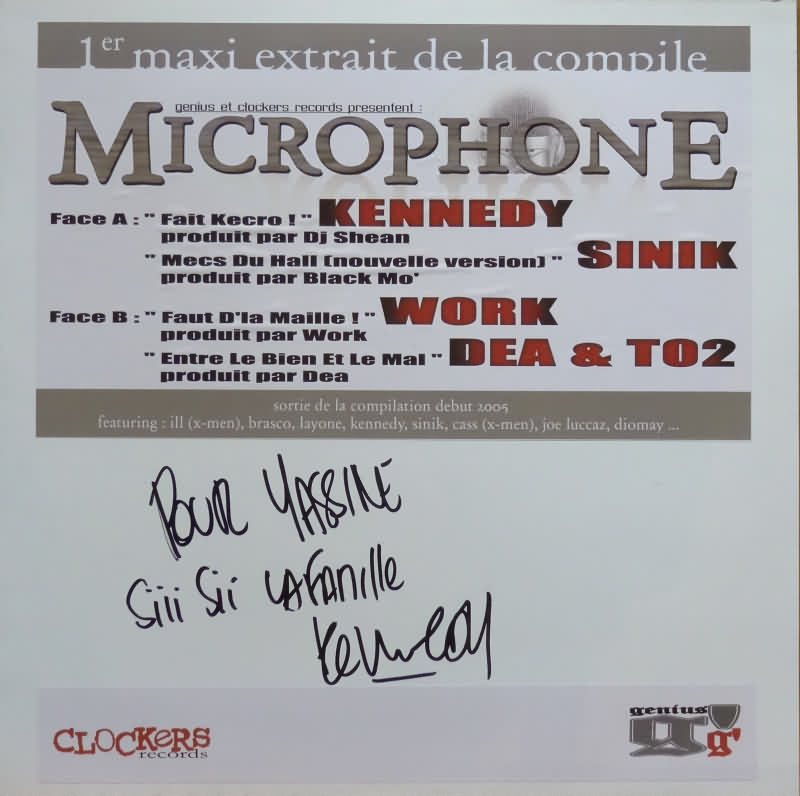 1er maxi extrait de la compile
genius et clockers records presentent :
MICROPHONE
Face A : " Fait Kecro ! " KENNEDY
produit par Dj Shean
" Mecs Du Hall (nouvelle version) " SINIK
produit par Black Mo'
Face B : " Faut D'la Maille ! " WORK
produit par Work
" Entre Le Bien Et Le Mal " DEA & TO2
produit par Dea
sortie de la compilation debut 2005
featuring : ill (x-men), brasco, layone, kennedy, sinik, cass (x-men), joe luccaz, diomay ...
POUR YASSINE
Siii Sii LA FAMille
Kennedy
CLOCKERS
records
genius
g'